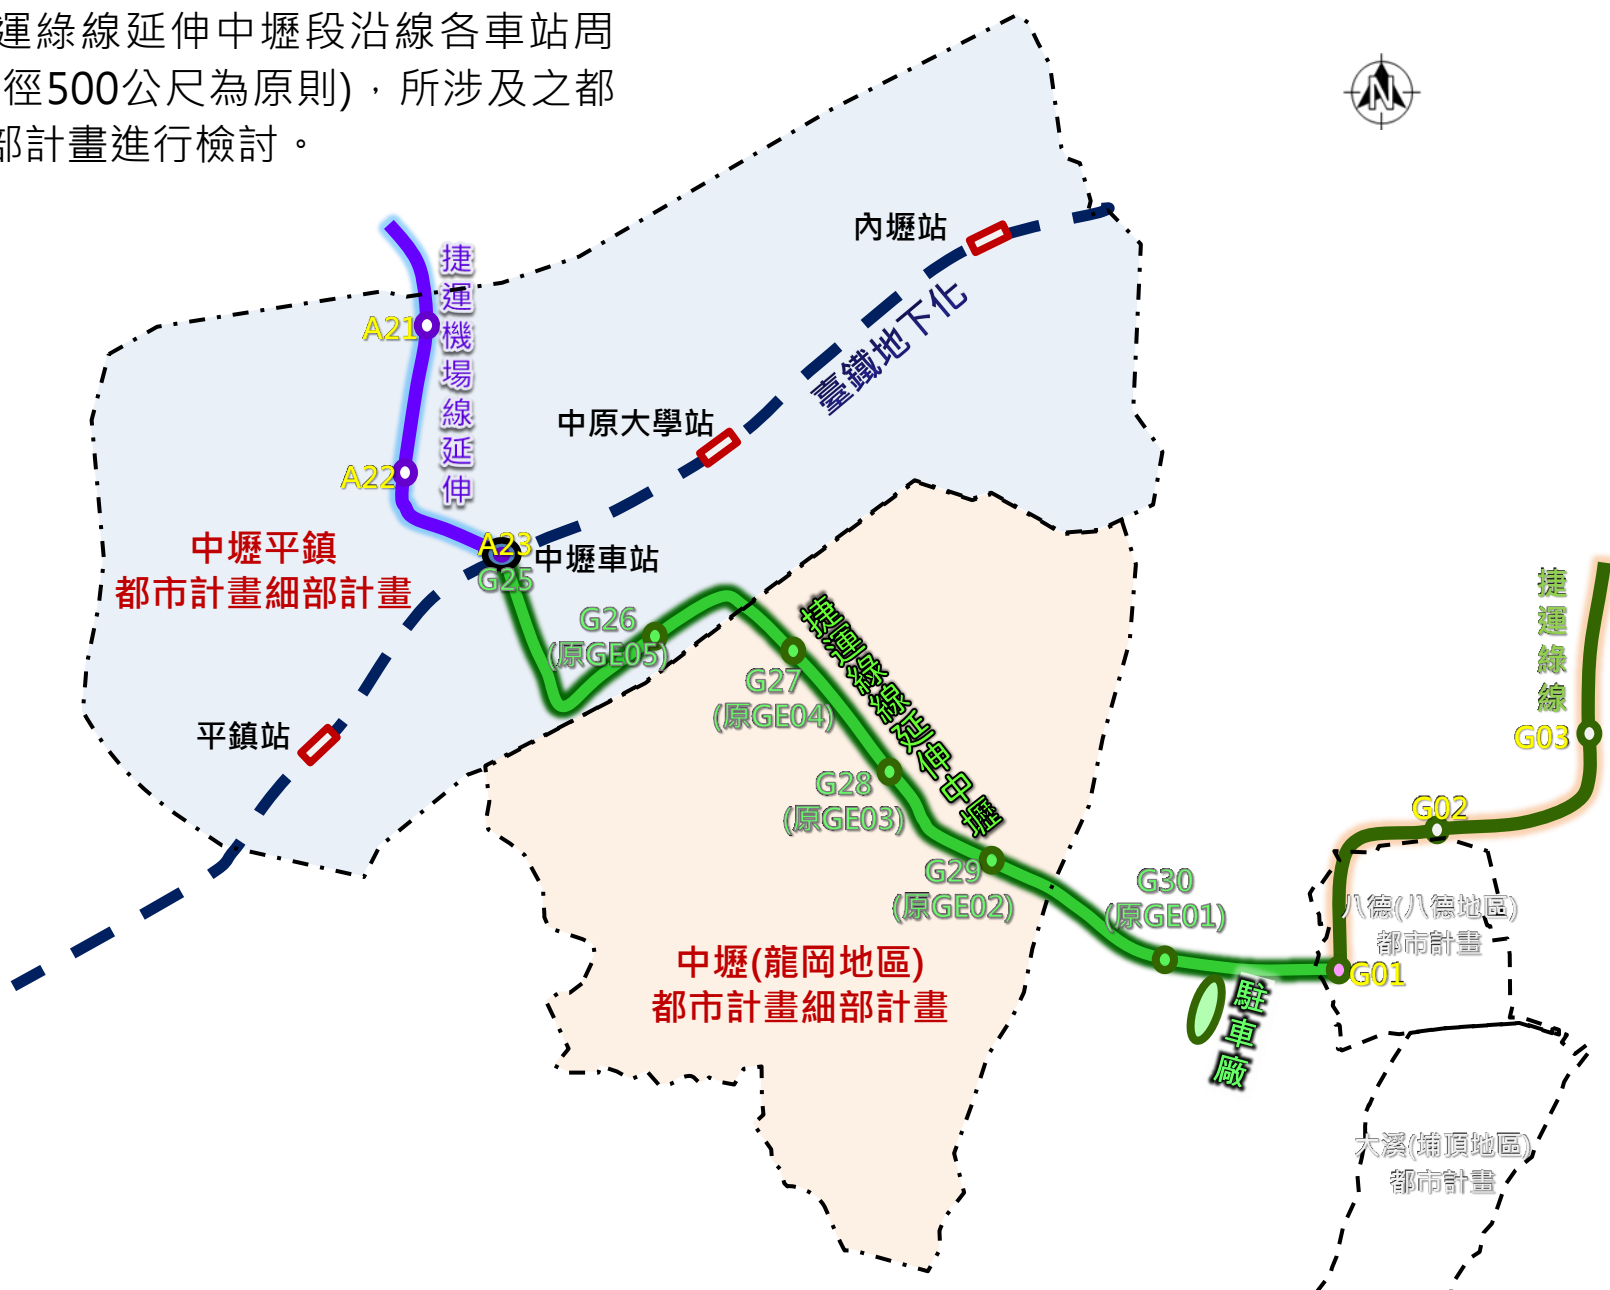 運綠線延伸中壢段沿線各車站周
徑500公尺為原則)，所涉及之都
部計畫進行檢討。
N
內壢站
捷運機場線延伸
A21
臺鐵地下化
中原大學站
A22
中壢平鎮
都市計畫細部計畫
A23
中壢車站
G25
G26
(原GE05)
捷運綠線延伸中壢
捷運綠線
G27
(原GE04)
平鎮站
G03
G28
(原GE03)
G02
G29
(原GE02)
G30
(原GE01)
八德(八德地區)
都市計畫
中壢(龍岡地區)
都市計畫細部計畫
G01
駐車廠
大溪(埔頂地區)
都市計畫